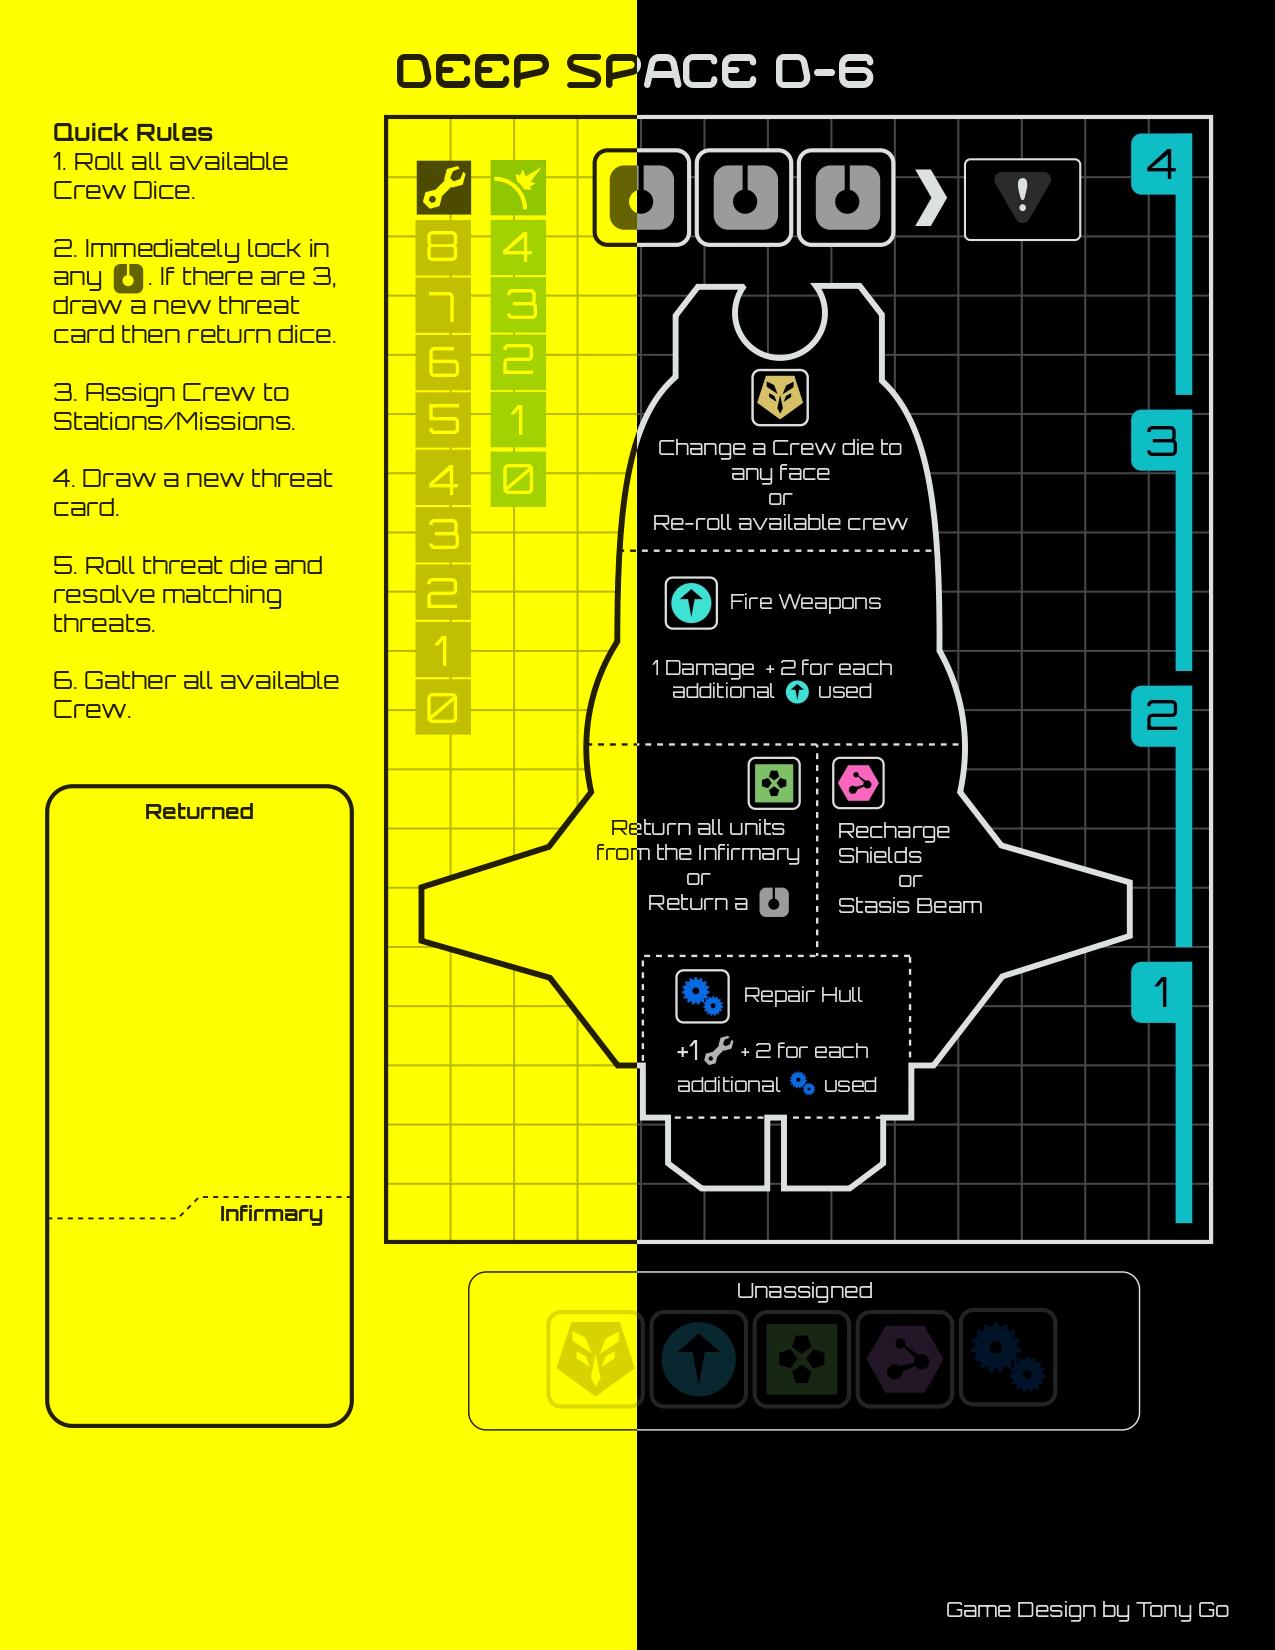 DEEP SPACE D-6
Quick Rules
1. Roll all available
Crew Dice.
2. Immediately lock in
any . If there are 3,
draw a new threat
card then return dice.
3. Assign Crew to
Stations/Missions.
4. Draw a new threat
card.
5. Roll threat die and
resolve matching
threats.
6. Gather all available
Crew.
Returned
Infirmary
8
7
6
5
4
3
2
1
0
4
3
2
1
0
!
Change a Crew die to
any face
or
Re-roll available crew
Fire Weapons
1 Damage + 2 for each
additional used
Return all units
from the Infirmary
or
Return a
Recharge
Shields
or
Stasis Beam
Repair Hull
+1 + 2 for each
additional used
4
3
2
1
Unassigned
Game Design by Tony Go